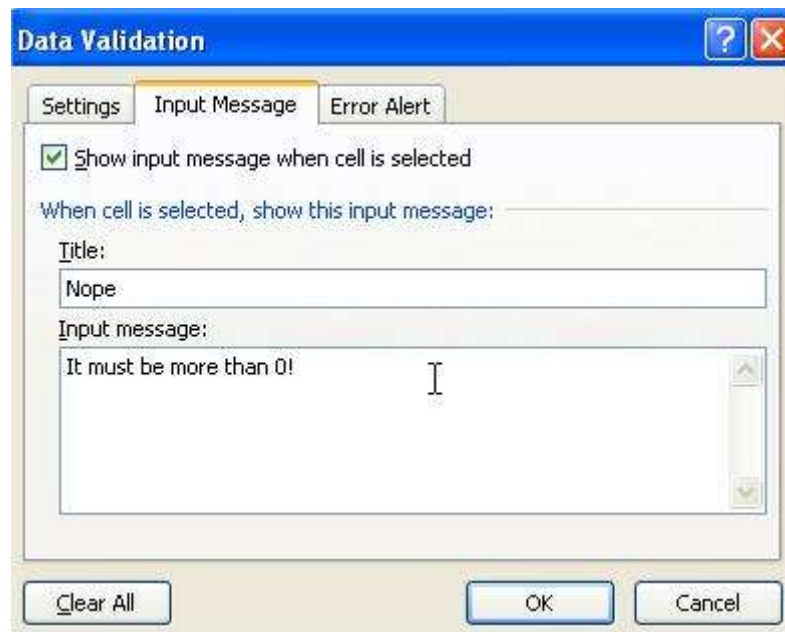 Data Validation
Settings Input Message Error Alert
Show input message when cell is selected
When cell is selected, show this input message:
Title:
Nope
Input message:
It must be more than 0!
Clear All OK Cancel